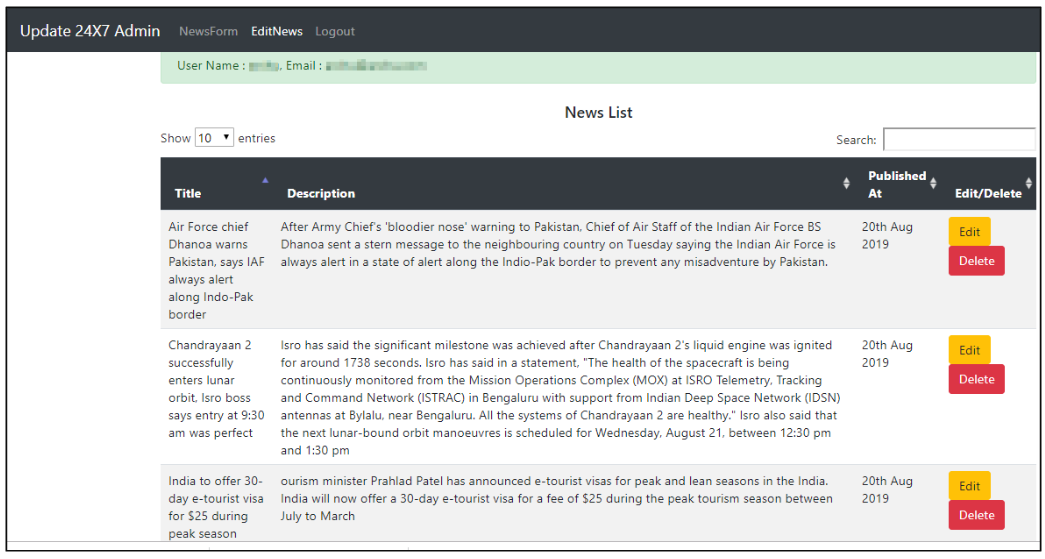 Update 24X7 Admin NewsForm EditNews Logout
User Name : , Email :
News List
Show 10 entries
Search:
Title Description Published At Edit/Delete
Air Force chief
Dhanoa warns
Pakistan, says IAF
always alert
along Indo-Pak
border
After Army Chief's 'bloodier nose' warning to Pakistan, Chief of Air Staff of the Indian Air Force BS
Dhanoa sent a stern message to the neighbouring country on Tuesday saying the Indian Air Force is
always alert in a state of alert along the Indio-Pak border to prevent any misadventure by Pakistan.
20th Aug
2019
Edit
Delete
Chandrayaan 2
successfully
enters lunar
orbit, Isro boss
says entry at 9:30
am was perfect
Isro has said the significant milestone was achieved after Chandrayaan 2's liquid engine was ignited
for around 1738 seconds. Isro has said in a statement, "The health of the spacecraft is being
continuously monitored from the Mission Operations Complex (MOX) at ISRO Telemetry, Tracking
and Command Network (ISTRAC) in Bengaluru with support from Indian Deep Space Network (IDSN)
antennas at Bylalu, near Bengaluru. All the systems of Chandrayaan 2 are healthy." Isro also said that
the next lunar-bound orbit manoeuvres is scheduled for Wednesday, August 21, between 12:30 pm
and 1:30 pm
20th Aug
2019
Edit
Delete
India to offer 30-
day e-tourist visa
for $25 during
peak season
ourism minister Prahlad Patel has announced e-tourist visas for peak and lean seasons in the India.
India will now offer a 30-day e-tourist visa for a fee of $25 during the peak tourism season between
July to March
20th Aug
2019
Edit
Delete